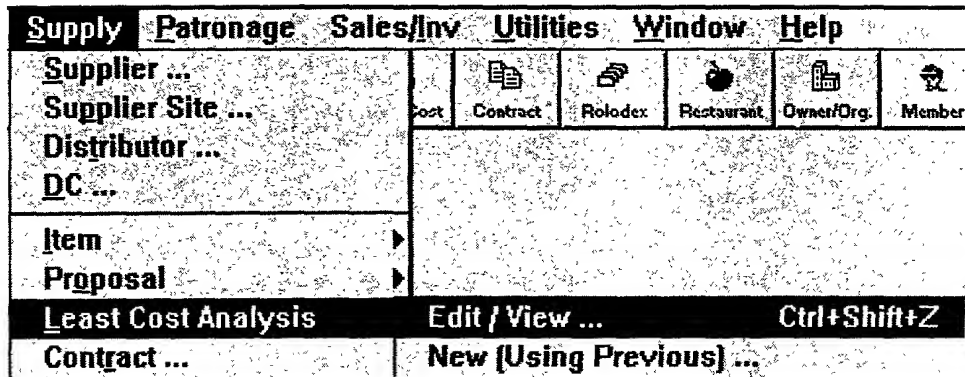 Supply Patronage Sales/Inv Utilities Window Help
Supplier ...
Supplier Site ...
Distributor ...
DC ...
Cost Contract Rolodex Restaurant Owner/Org. Member
Item
Proposal
Least Cost Analysis Edit / View ... Ctrl+Shift+Z
Contract ... New (Using Previous) ...